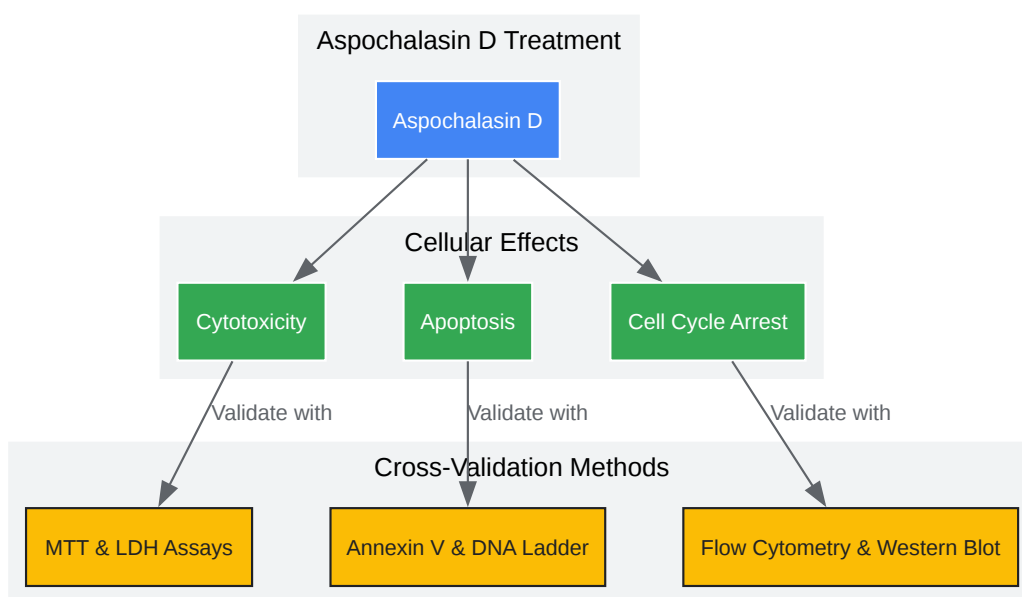 Aspochalasin D Treatment
Aspochalasin D
Cellular Effects
Cytotoxicity
Apoptosis
Cell Cycle Arrest
Validate with
Validate with
Validate with
Cross-Validation Methods
MTT & LDH Assays
Annexin V & DNA Ladder
Flow Cytometry & Western Blot